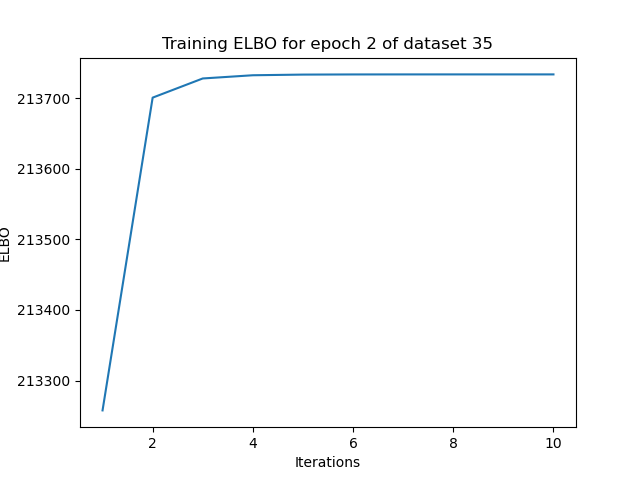 Training ELBO for epoch 2 of dataset 35
ELBO
213700
213600
213500
213400
213300
2 4 6 8 10
Iterations